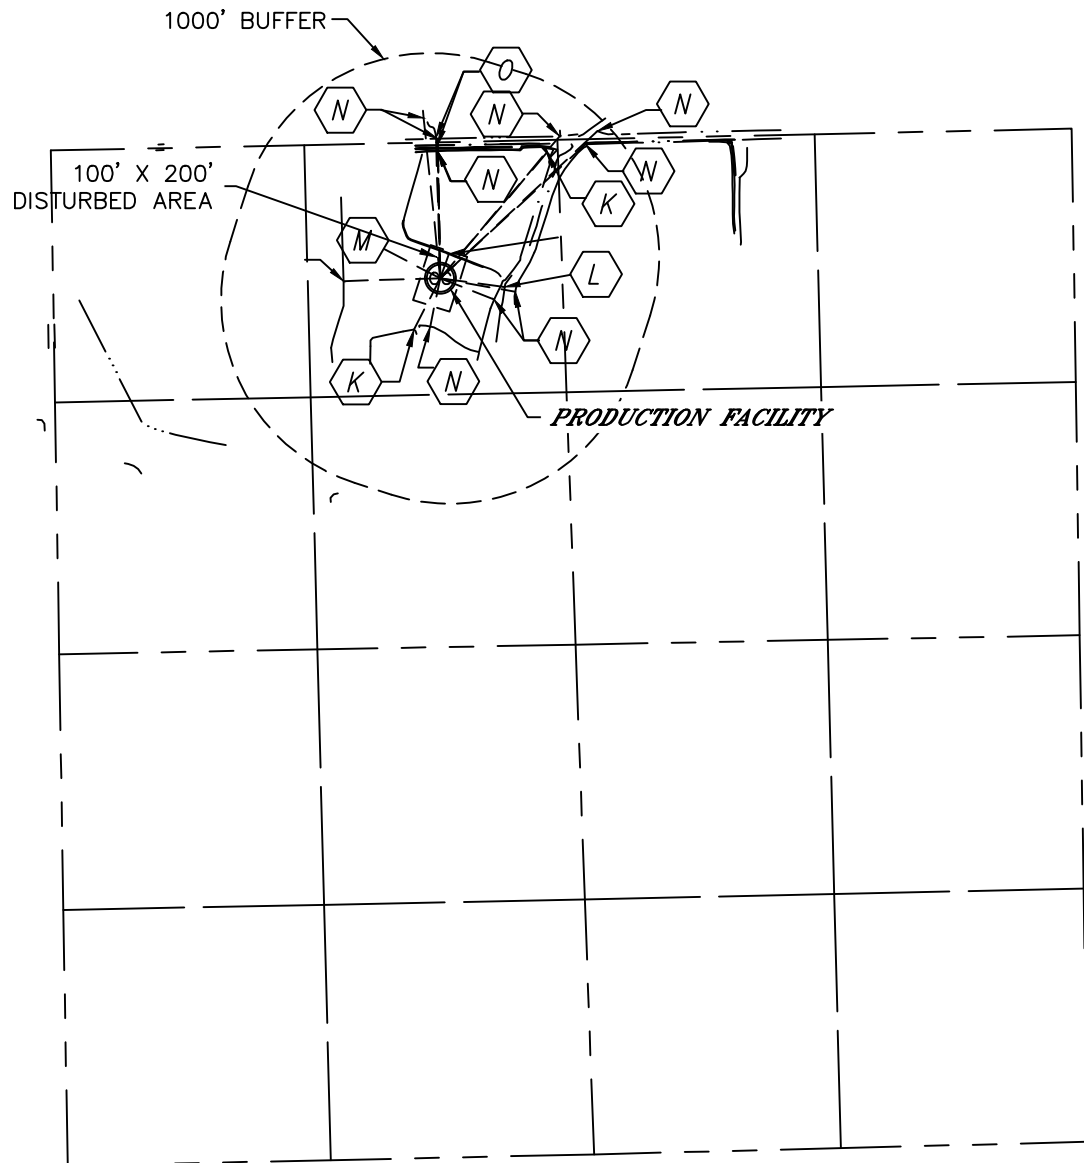 1000' BUFFER
O
N
N
N
100' X 200'
DISTURBED AREA
N
N
K
M
L
N
K
N
PRODUCTION FACILITY